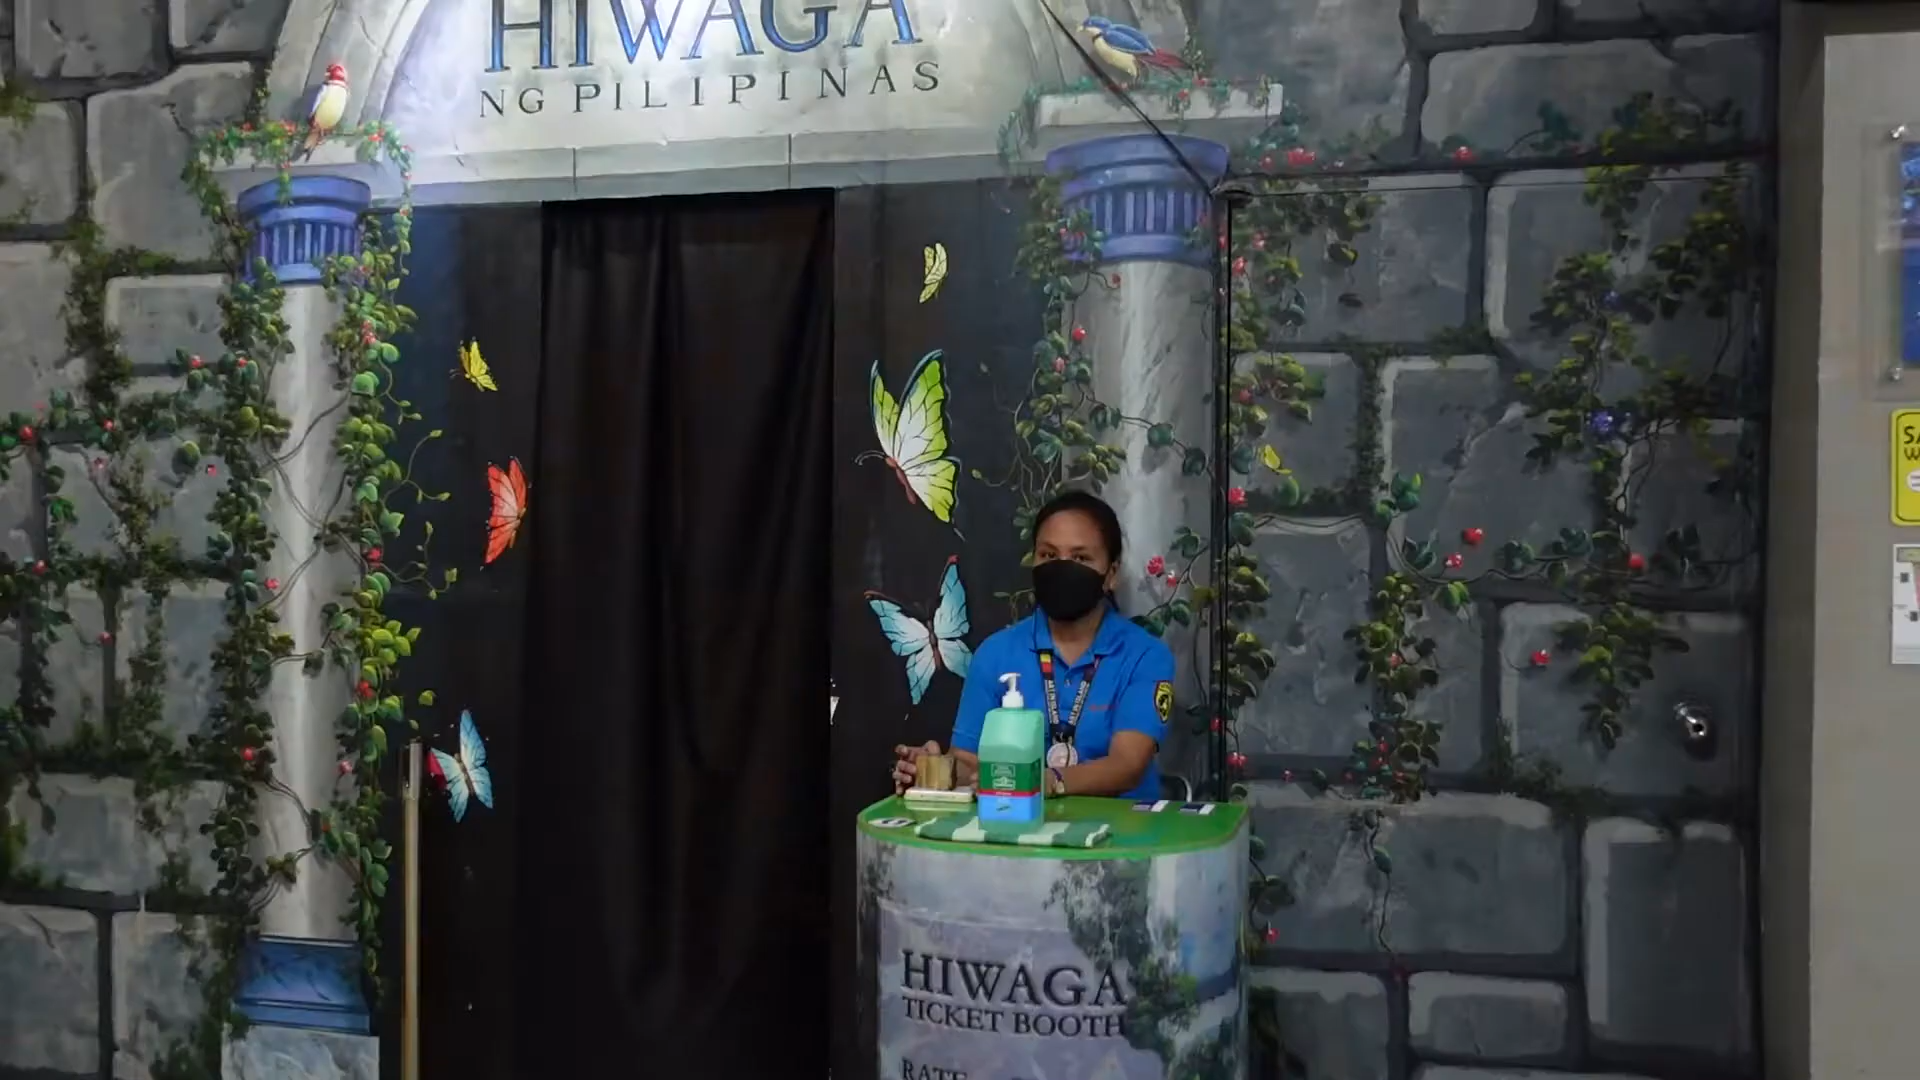 HIWAGA
NG PILIPINAS
HIWAGA
TICKET BOOTH
RATE